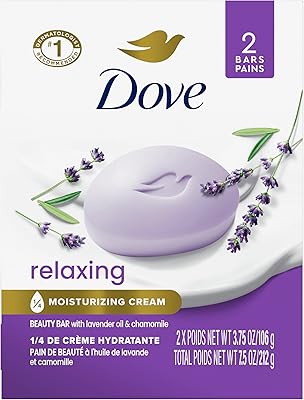 DERMATOLOGIST
#1
RECOMMENDED
Dove
2
BARS
PAINS
relaxing
1/4 MOISTURIZING CREAM
BEAUTY BAR with lavender oil & chamomile
1/4 DE CRÈME HYDRATANTE
PAIN DE BEAUTÉ à l'huile de lavande
et camomille
2 X POIDS NET WT 3.75 OZ/106 g
TOTAL POIDS NET WT 7.5 OZ/212 g